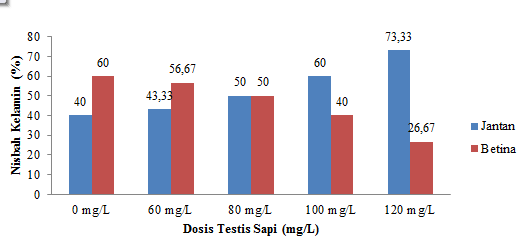 Nisbah Kelamin (%)
80
70
60
50
40
30
20
10
0
40
60
43,33
56,67
50
50
60
40
73,33
26,67
0 mg/L
60 mg/L
80 mg/L
100 mg/L
120 mg/L
Dosis Testis Sapi (mg/L)
Jantan
Betina